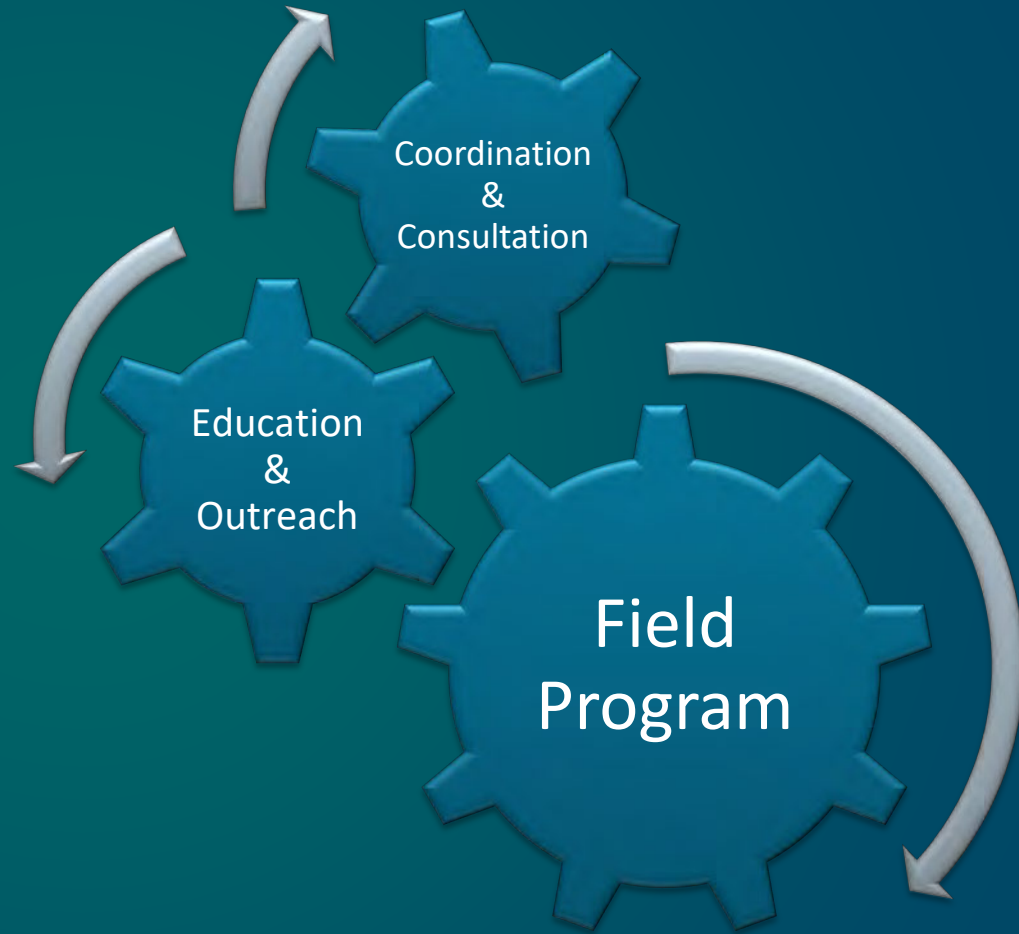 Coordination
&
Consultation
Education
&
Outreach
Field
Program